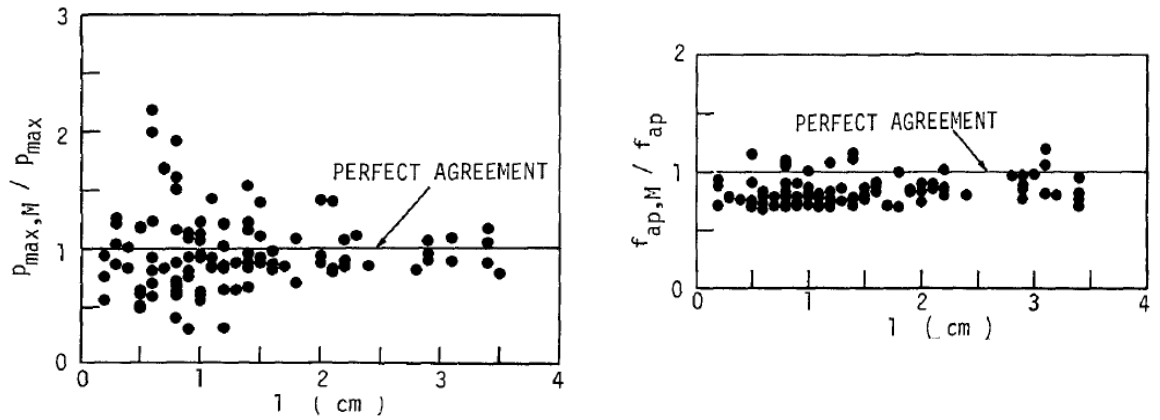 3
2
1
0
p_max,M / p_max
PERFECT AGREEMENT
0 1 2 3 4
l ( cm )
2
1
0
f_ap,M / f_ap
PERFECT AGREEMENT
0 1 2 3 4
l ( cm )